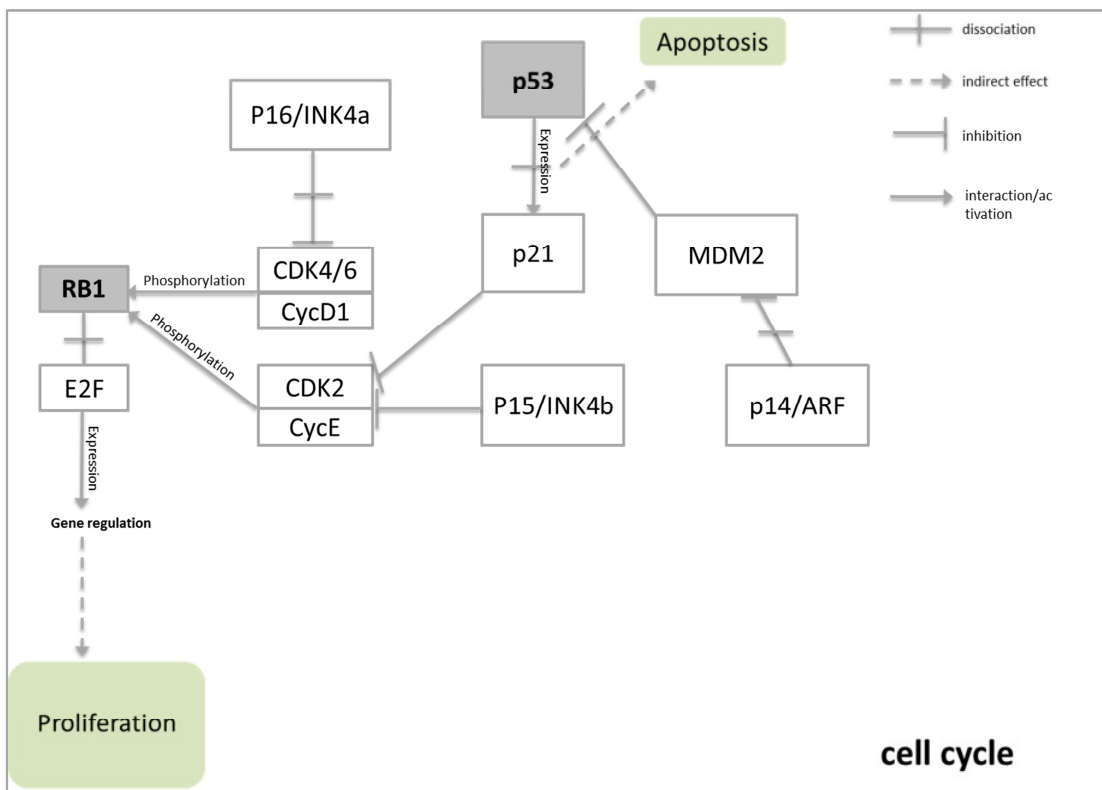 Apoptosis
p53
P16/INK4a
Expression
p21
MDM2
CDK4/6
CycD1
RB1
Phosphorylation
Phosphorylation
E2F
CDK2
CycE
P15/INK4b
p14/ARF
Expression
Gene regulation
Proliferation
cell cycle
dissociation
indirect effect
inhibition
interaction/ac
tivation